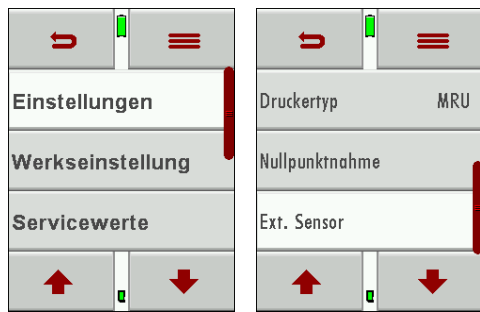 Einstellungen
Werkseinstellung
Servicewerte
Druckertyp MRU
Nullpunktnahme
Ext. Sensor